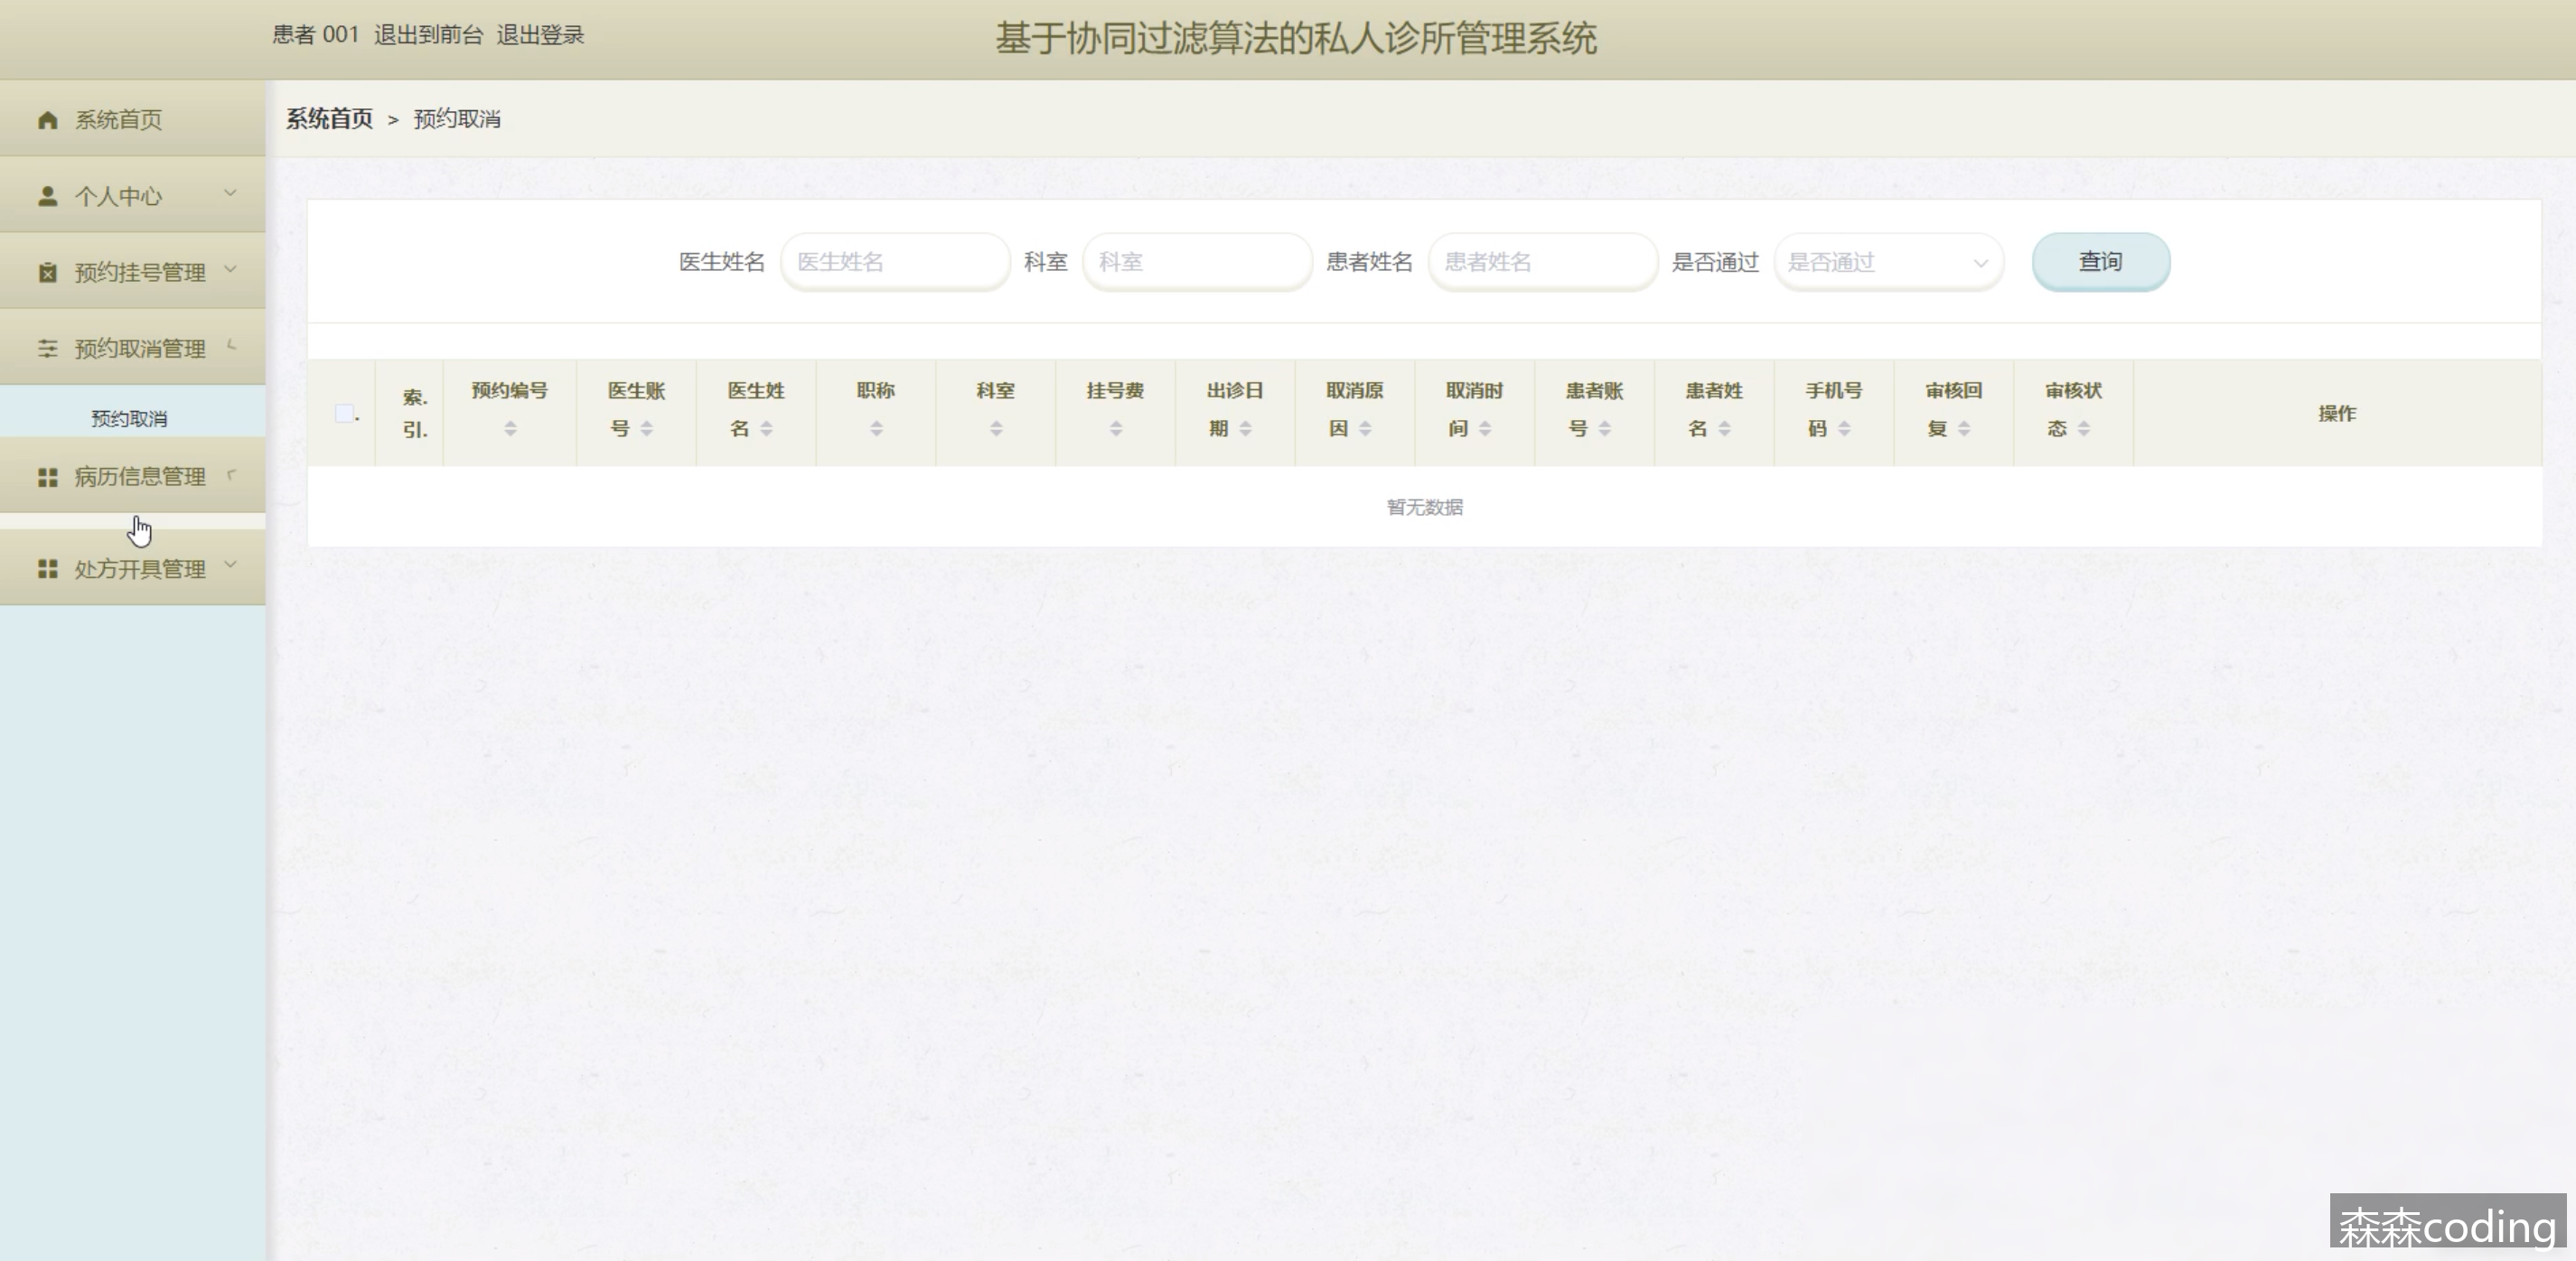 患者 001 退出到前台 退出登录
基于协同过滤算法的私人诊所管理系统
系统首页
个人中心
预约挂号管理
预约取消管理
预约取消
病历信息管理
处方开具管理
系统首页 > 预约取消
医生姓名 医生姓名 科室 科室 患者姓名 患者姓名 是否通过 是否通过 查询
索. 预约编号 医生账 医生姓 职称 科室 挂号费 出诊日 取消原 取消时 患者账 患者姓 手机号 审核回 审核状 操作
引. 号 名 期 因 间 号 名 码 复 态
暂无数据
森森coding